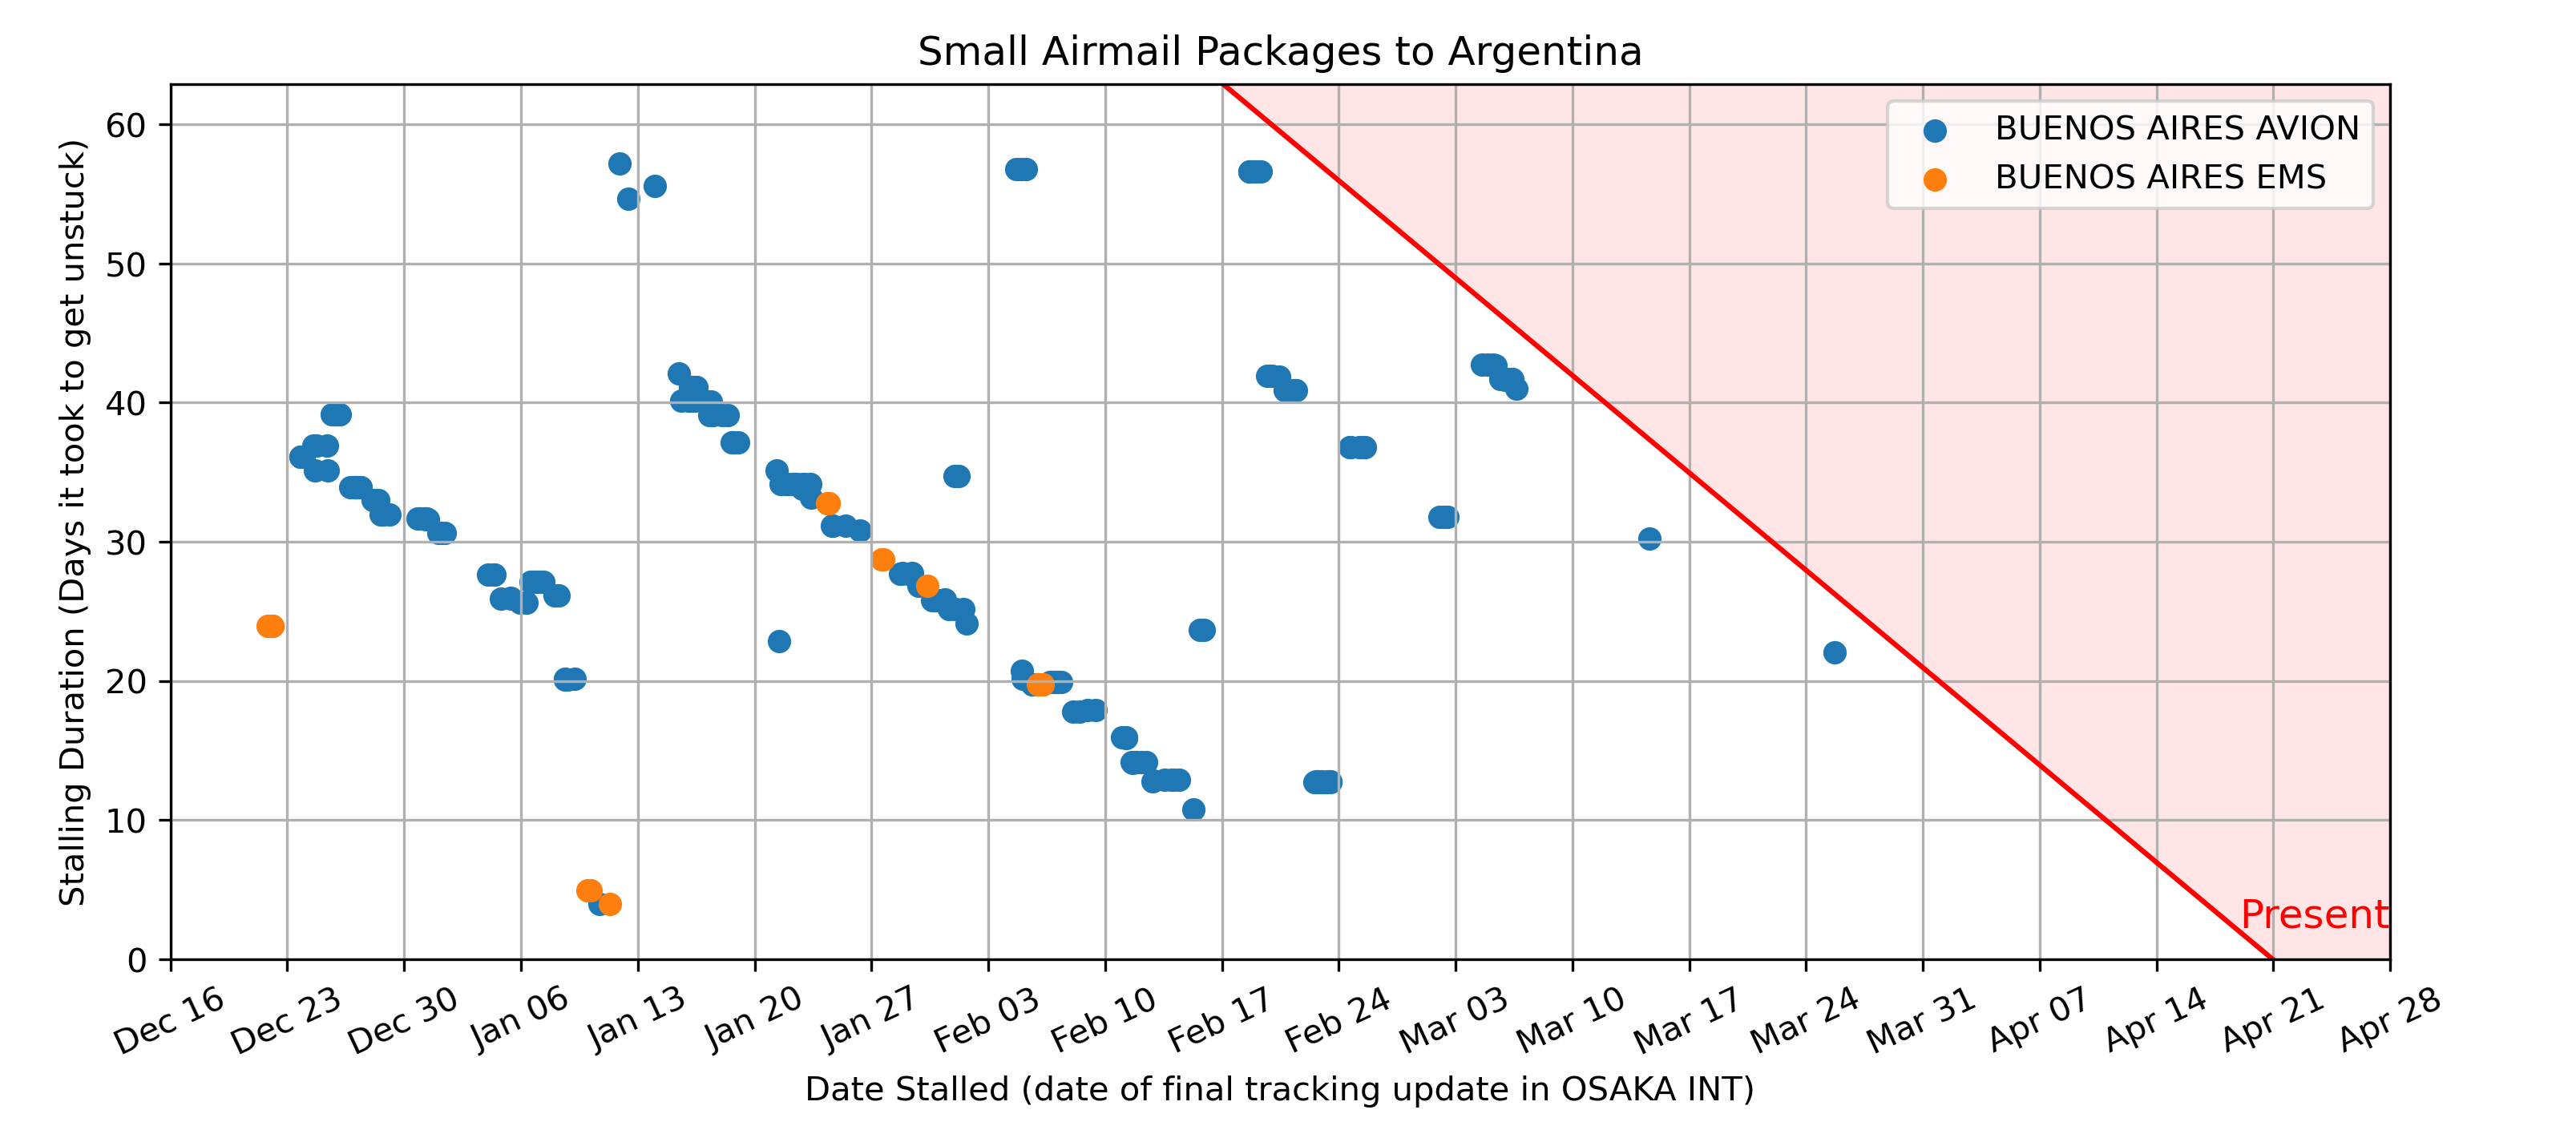 Small Airmail Packages to Argentina
BUENOS AIRES AVION
BUENOS AIRES EMS
Stalling Duration (Days it took to get unstuck)
60
50
40
30
20
10
0
Present
Dec 16
Dec 23
Dec 30
Jan 06
Jan 13
Jan 20
Jan 27
Feb 03
Feb 10
Feb 17
Feb 24
Mar 03
Mar 10
Mar 17
Mar 24
Mar 31
Apr 07
Apr 14
Apr 21
Apr 28
Date Stalled (date of final tracking update in OSAKA INT)